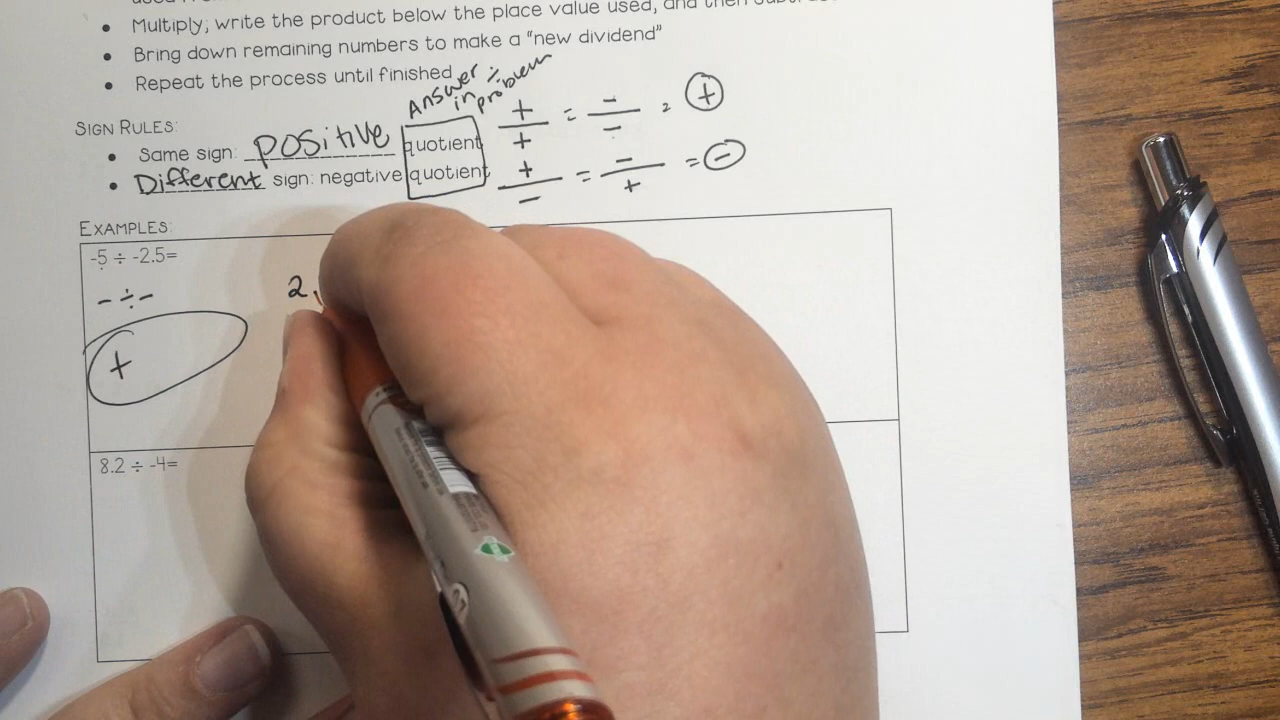 Multiply; write the product below the place value used, and then
• Bring down remaining numbers to make a “new dividend”
• Repeat the process until finished
Answer
in ÷
problem
SIGN RULES:
• Same sign: positive quotient + / + = - / - = +
• Different sign: negative quotient + / - = - / + = -
EXAMPLES:
-5 ÷ -2.5=
- ÷ -
2.
+
8.2 ÷ -4=